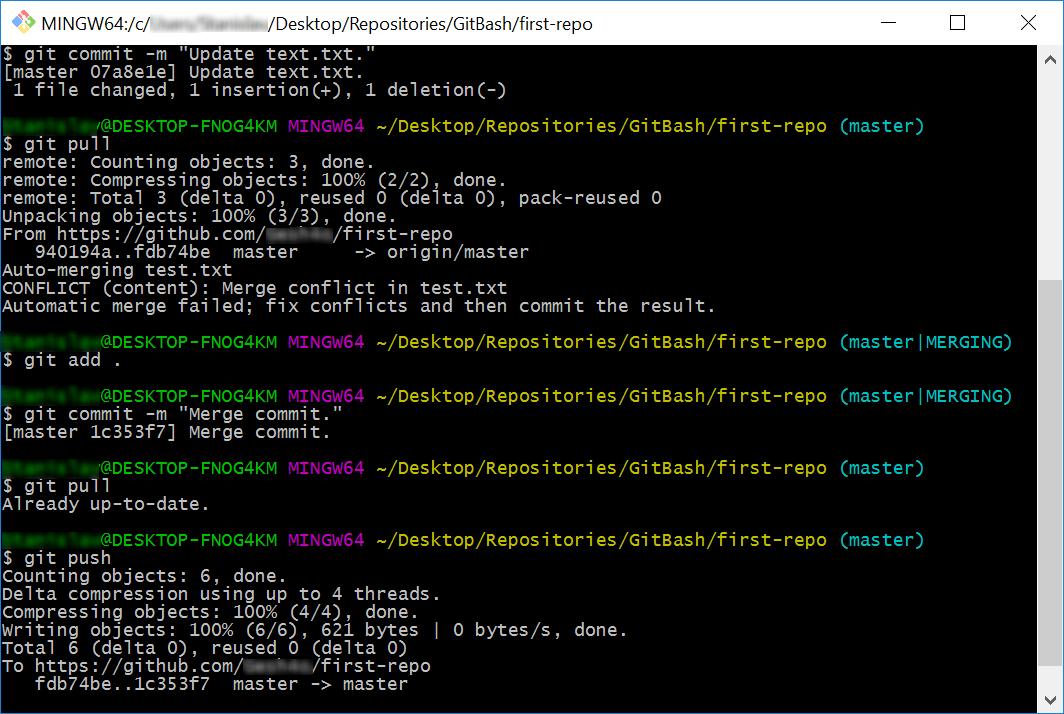 MINGW64:/c/ /Desktop/Repositories/GitBash/first-repo
$ git commit -m "Update text.txt."
[master 07a8e1e] Update text.txt.
 1 file changed, 1 insertion(+), 1 deletion(-)
@DESKTOP-FNOG4KM MINGW64 ~/Desktop/Repositories/GitBash/first-repo (master)
$ git pull
remote: Counting objects: 3, done.
remote: Compressing objects: 100% (2/2), done.
remote: Total 3 (delta 0), reused 0 (delta 0), pack-reused 0
Unpacking objects: 100% (3/3), done.
From https://github.com/ /first-repo
   940194a..fdb74be  master     -> origin/master
Auto-merging test.txt
CONFLICT (content): Merge conflict in test.txt
Automatic merge failed; fix conflicts and then commit the result.
@DESKTOP-FNOG4KM MINGW64 ~/Desktop/Repositories/GitBash/first-repo (master|MERGING)
$ git add .
@DESKTOP-FNOG4KM MINGW64 ~/Desktop/Repositories/GitBash/first-repo (master|MERGING)
$ git commit -m "Merge commit."
[master 1c353f7] Merge commit.
@DESKTOP-FNOG4KM MINGW64 ~/Desktop/Repositories/GitBash/first-repo (master)
$ git pull
Already up-to-date.
@DESKTOP-FNOG4KM MINGW64 ~/Desktop/Repositories/GitBash/first-repo (master)
$ git push
Counting objects: 6, done.
Delta compression using up to 4 threads.
Compressing objects: 100% (4/4), done.
Writing objects: 100% (6/6), 621 bytes | 0 bytes/s, done.
Total 6 (delta 0), reused 0 (delta 0)
To https://github.com/ /first-repo
   fdb74be..1c353f7  master -> master